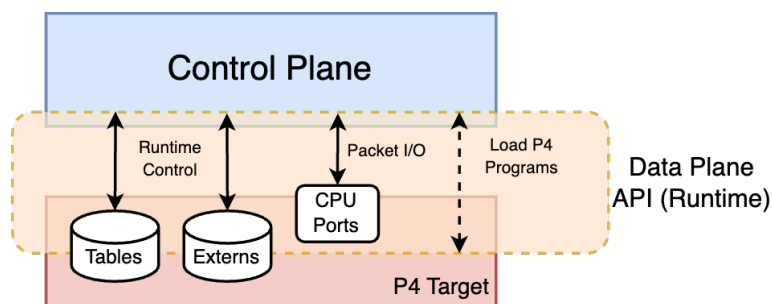 Control Plane
Runtime
Control
Packet I/O
Load P4
Programs
Data Plane
API (Runtime)
CPU
Ports
Tables
Externs
P4 Target